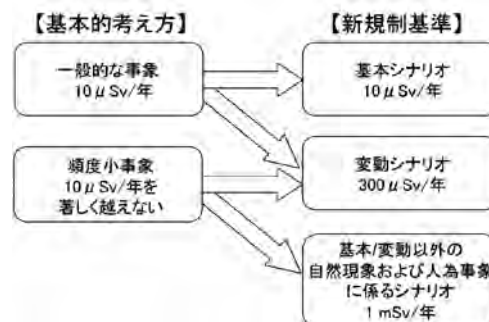 【基本的考え方】
【新規制基準】
一般的な事象
10μSv/年
基本シナリオ
10μSv/年
頻度小事象
10μSv/年を
著しく越えない
変動シナリオ
300μSv/年
基本/変動以外の
自然現象および人為事象
に係るシナリオ
1 mSv/年